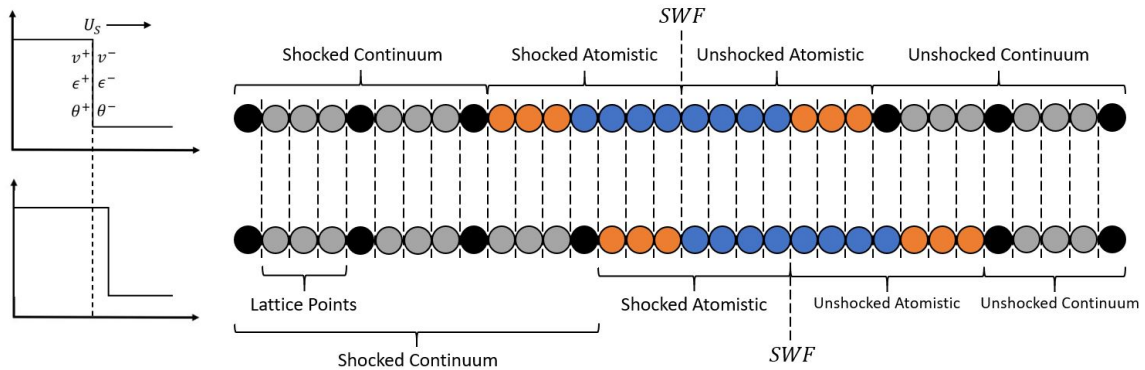 U_S
v⁺ v⁻
ϵ⁺ ϵ⁻
θ⁺ θ⁻
SWF
Shocked Continuum
Shocked Atomistic
Unshocked Atomistic
Unshocked Continuum
Lattice Points
Shocked Atomistic
Unshocked Atomistic
Unshocked Continuum
Shocked Continuum
SWF